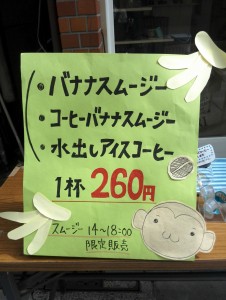 ・バナナスムージー
・コーヒーバナナスムージー
・水出しアイスコーヒー
1杯 260円
スムージー 14~18:00
限定販売